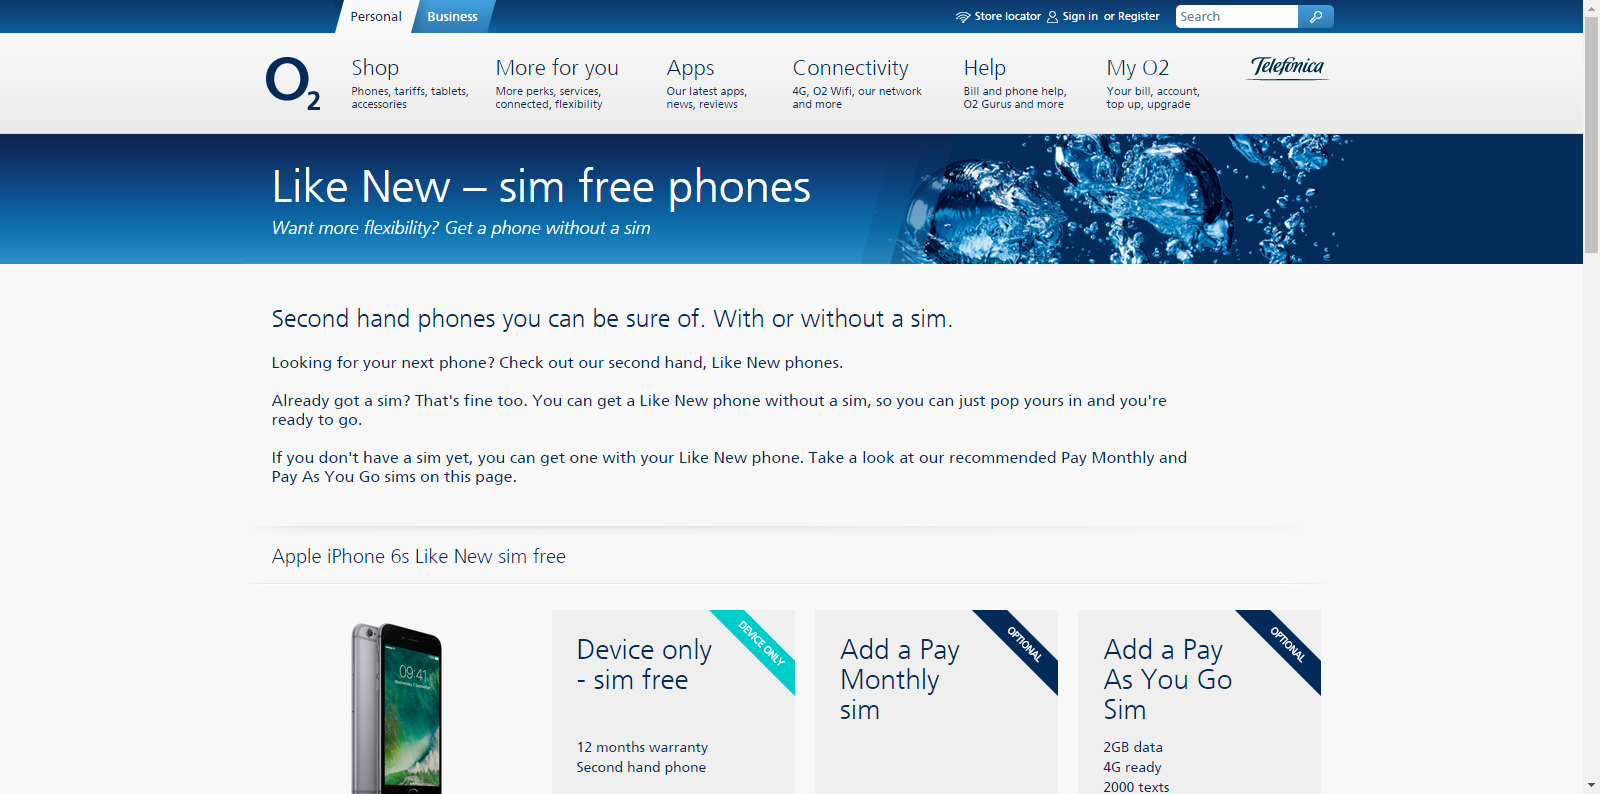 Personal
Business
Store locator
Sign in or Register
Search
O2
Shop
Phones, tariffs, tablets,
accessories
More for you
More perks, services,
connected, flexibility
Apps
Our latest apps,
news, reviews
Connectivity
4G, O2 Wifi, our network
and more
Help
Bill and phone help,
O2 Gurus and more
My O2
Your bill, account,
top up, upgrade
Telefónica
Like New – sim free phones
Want more flexibility? Get a phone without a sim
Second hand phones you can be sure of. With or without a sim.
Looking for your next phone? Check out our second hand, Like New phones.
Already got a sim? That's fine too. You can get a Like New phone without a sim, so you can just pop yours in and you're
ready to go.
If you don't have a sim yet, you can get one with your Like New phone. Take a look at our recommended Pay Monthly and
Pay As You Go sims on this page.
Apple iPhone 6s Like New sim free
09:41
Device only
- sim free
DEVICE ONLY
12 months warranty
Second hand phone
Add a Pay
Monthly
sim
OPTIONAL
Add a Pay
As You Go
Sim
OPTIONAL
2GB data
4G ready
2000 texts